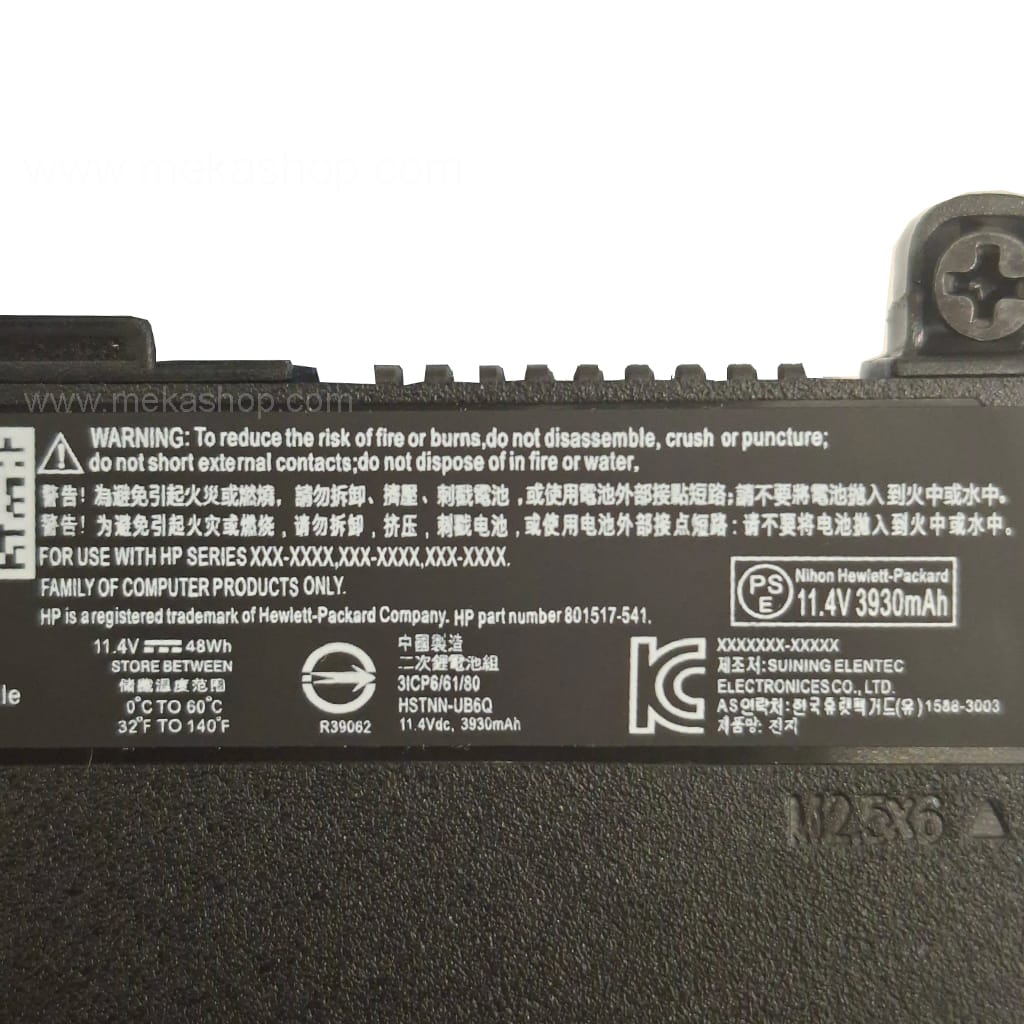 www.mekashop.com
www.mekashop.com
WARNING: To reduce the risk of fire or burns,do not disassemble, crush or puncture;
do not short external contacts;do not dispose of in fire or water,
警告!為避免引起火災或燃燒,請勿拆卸、擠壓、刺戳電池,或使用電池外部接點短路;請不要將電池拋入到火中或水中。
警告!为避免引起火灾或燃烧,请勿拆卸,挤压,刺戳电池,或使用电池外部接点短路:请不要将电池抛入到火中或水中.
FOR USE WITH HP SERIES XXX-XXXX,XXX-XXXX,XXX-XXXX.
FAMILY OF COMPUTER PRODUCTS ONLY.
HP is a registered trademark of Hewlett-Packard Company. HP part number 801517-541.
PS
E
Nihon Hewlett-Packard
11.4V 3930mAh
le
11.4V 48Wh
STORE BETWEEN
储藏温度范围
0°C TO 60°C
32°F TO 140°F
R39062
中國製造
二次鋰電池組
3ICP6/61/80
HSTNN-UB6Q
11.4Vdc, 3930mAh
XXXXXXX-XXXXX
제조자:SUINING ELENTEC
ELECTRONICES CO., LTD.
AS연락처:한국휴렛팩커드(유)1588-3003
제품명: 전지
M2.5X6